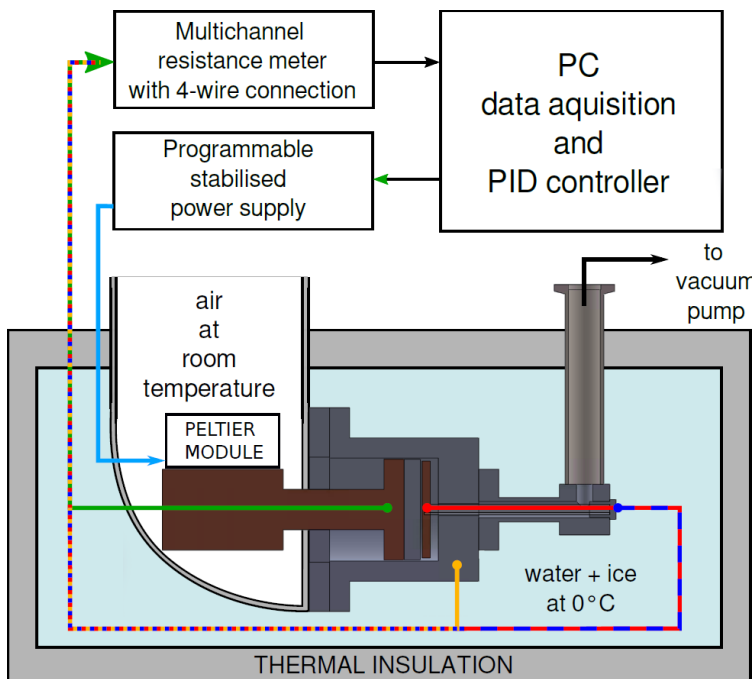 Multichannel
resistance meter
with 4-wire connection
PC
data aquisition
and
PID controller
Programmable
stabilised
power supply
to
vacuum
pump
air
at
room
temperature
PELTIER
MODULE
water + ice
at 0°C
THERMAL INSULATION